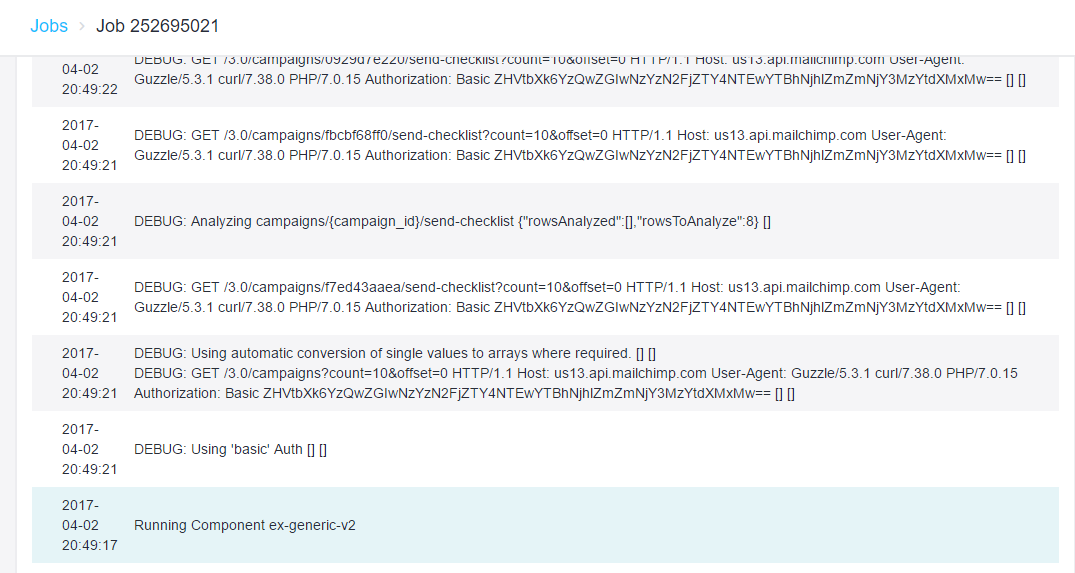 Jobs > Job 252695021
DEBUG: GET /3.0/campaigns/0929d7e220/send-checklist?count=10&offset=0 HTTP/1.1 Host: us13.api.mailchimp.com User-Agent:
04-02
Guzzle/5.3.1 curl/7.38.0 PHP/7.0.15 Authorization: Basic ZHVtbXk6YzQwZGIwNzYzN2FjZTY4NTEwYTBhNjhlZmZmNjY3MzYtdXMxMw== [] []
20:49:22
2017-
04-02
20:49:21
DEBUG: GET /3.0/campaigns/fbcbf68ff0/send-checklist?count=10&offset=0 HTTP/1.1 Host: us13.api.mailchimp.com User-Agent:
Guzzle/5.3.1 curl/7.38.0 PHP/7.0.15 Authorization: Basic ZHVtbXk6YzQwZGIwNzYzN2FjZTY4NTEwYTBhNjhlZmZmNjY3MzYtdXMxMw== [] []
2017-
04-02
20:49:21
DEBUG: Analyzing campaigns/{campaign_id}/send-checklist {"rowsAnalyzed":[],"rowsToAnalyze":8} []
2017-
04-02
20:49:21
DEBUG: GET /3.0/campaigns/f7ed43aaea/send-checklist?count=10&offset=0 HTTP/1.1 Host: us13.api.mailchimp.com User-Agent:
Guzzle/5.3.1 curl/7.38.0 PHP/7.0.15 Authorization: Basic ZHVtbXk6YzQwZGIwNzYzN2FjZTY4NTEwYTBhNjhlZmZmNjY3MzYtdXMxMw== [] []
2017-
04-02
20:49:21
DEBUG: Using automatic conversion of single values to arrays where required. [] []
DEBUG: GET /3.0/campaigns?count=10&offset=0 HTTP/1.1 Host: us13.api.mailchimp.com User-Agent: Guzzle/5.3.1 curl/7.38.0 PHP/7.0.15
Authorization: Basic ZHVtbXk6YzQwZGIwNzYzN2FjZTY4NTEwYTBhNjhlZmZmNjY3MzYtdXMxMw== [] []
2017-
04-02
20:49:21
DEBUG: Using 'basic' Auth [] []
2017-
04-02
20:49:17
Running Component ex-generic-v2